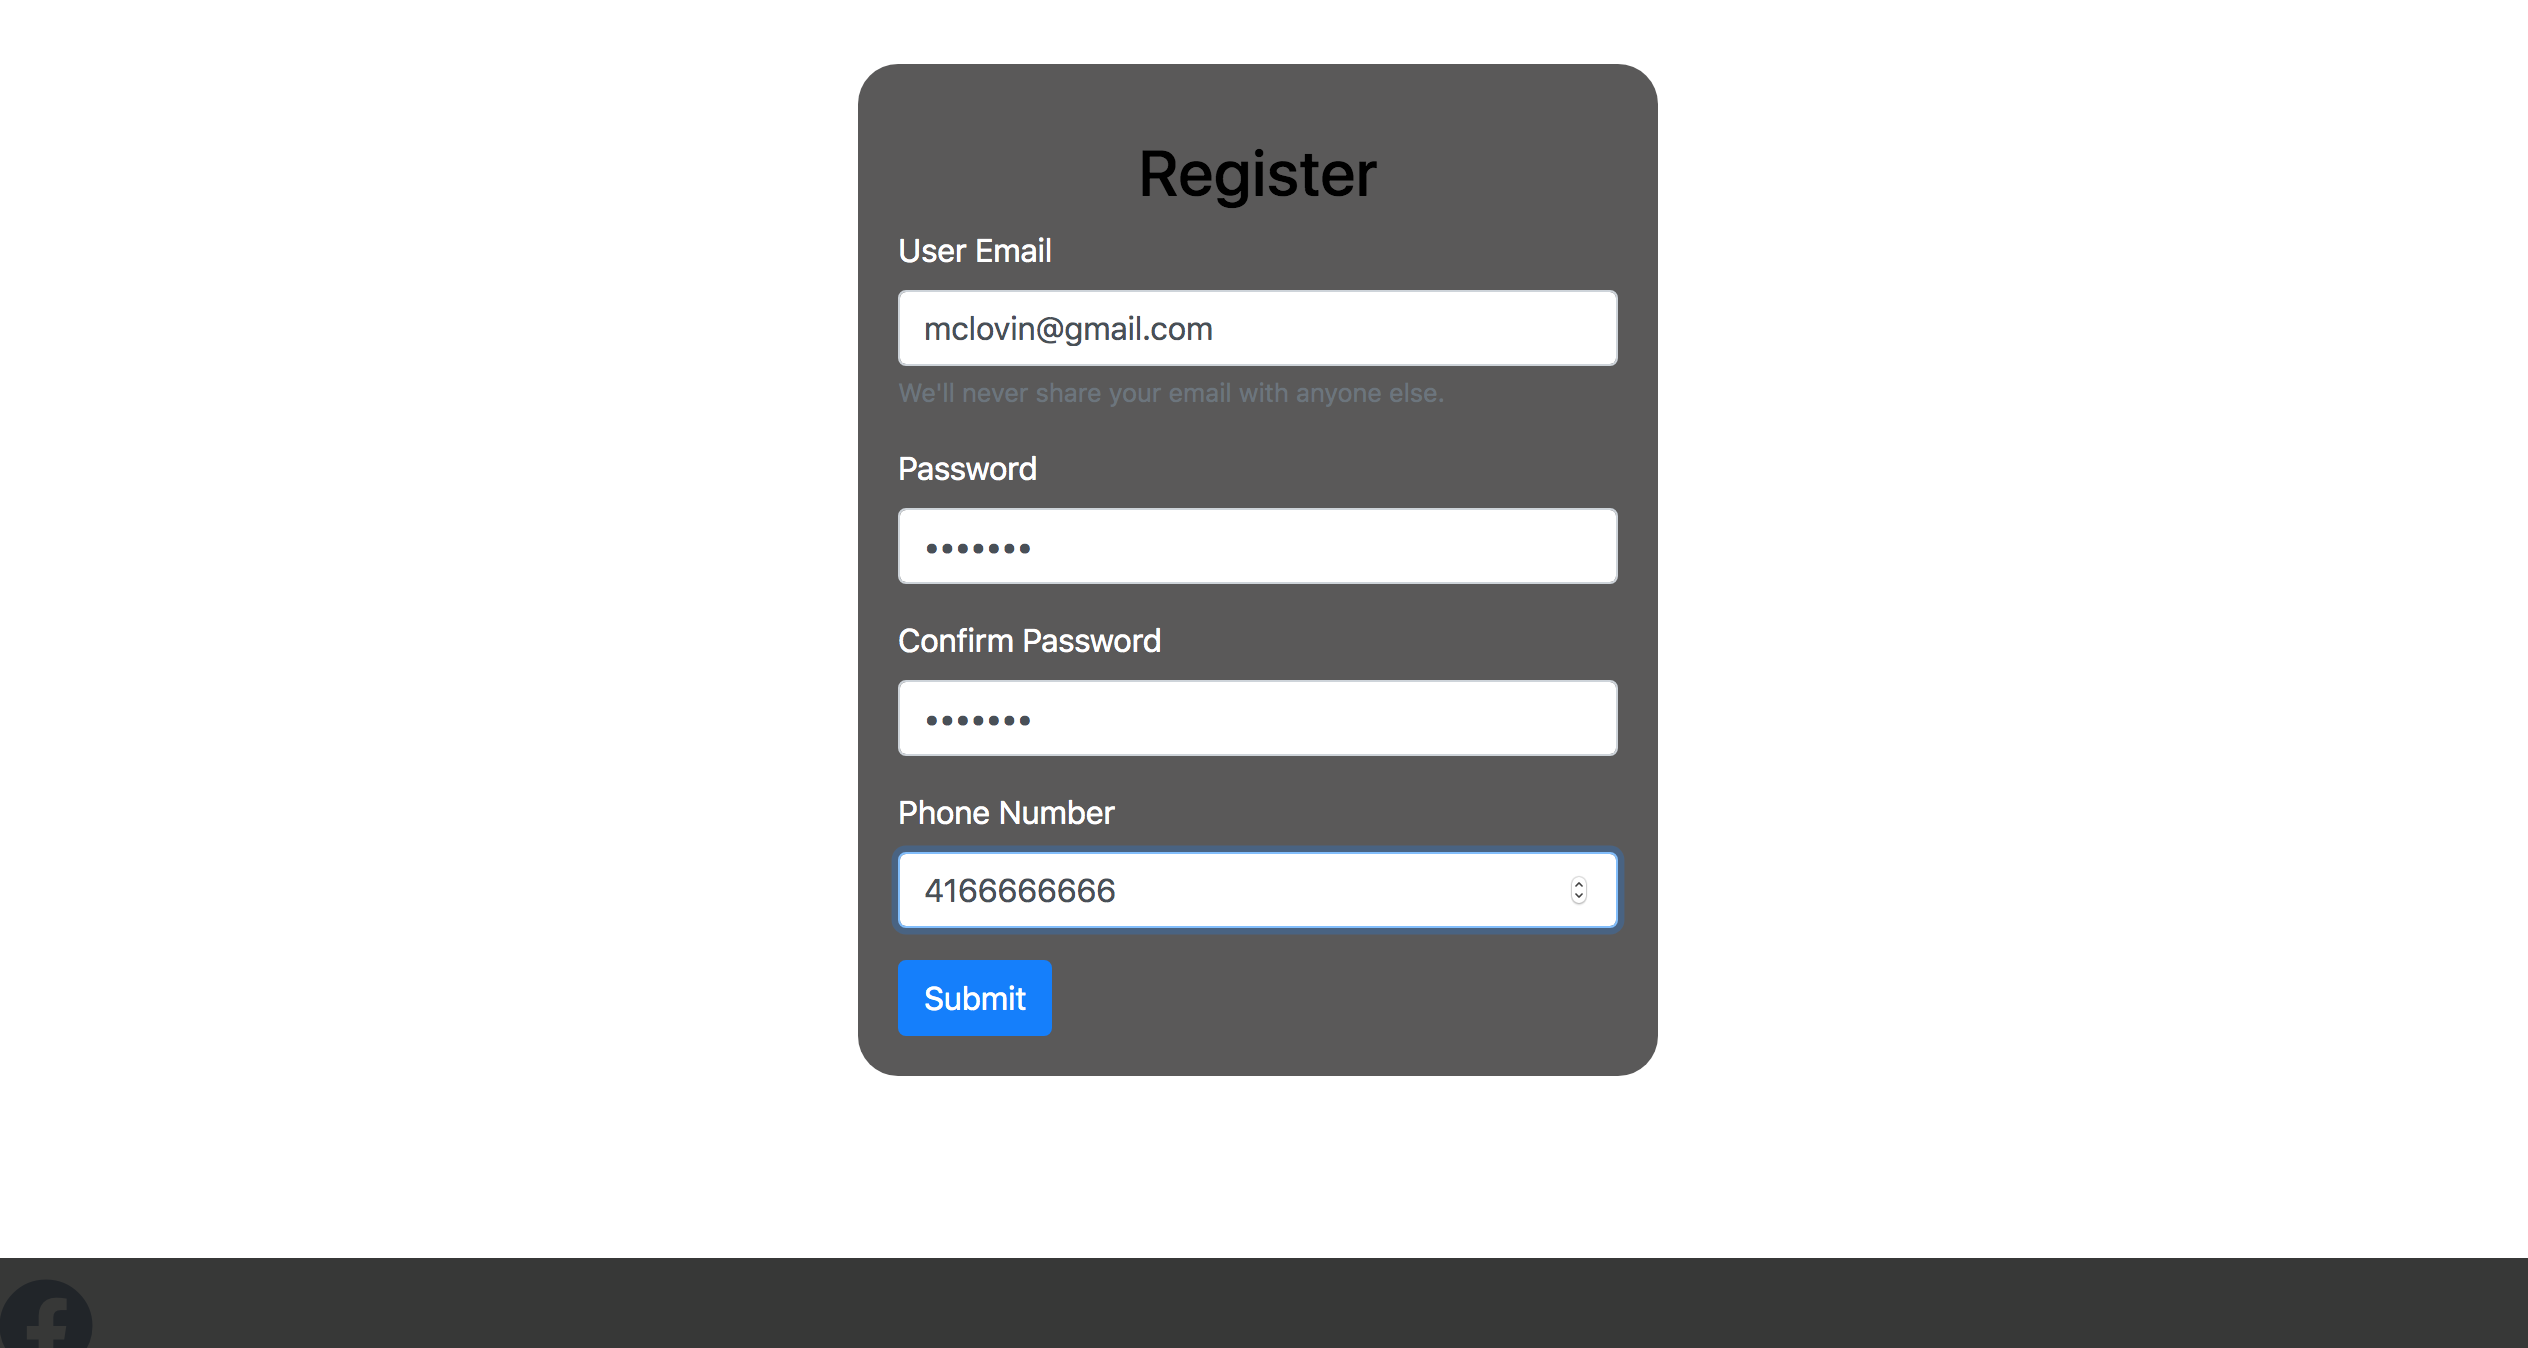 Register
User Email
mclovin@gmail.com
We'll never share your email with anyone else.
Password
•••••••
Confirm Password
•••••••
Phone Number
4166666666
Submit